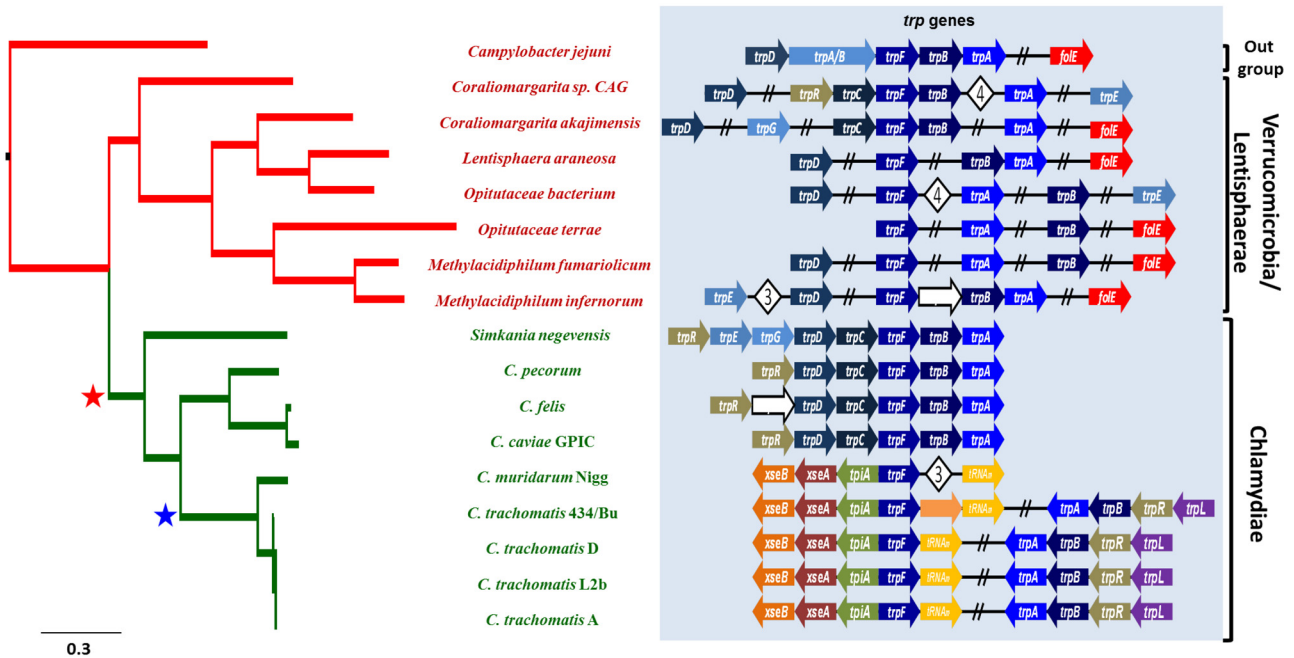 trp genes
Campylobacter jejuni trpD trpA/B trpF trpB trpA // folE Out group
Coraliomargarita sp. CAG trpD // trpR trpC trpF trpB 4 trpA // trpE
Coraliomargarita akajimensis trpD // trpG // trpC trpF trpB // trpA // folE
Lentisphaera araneosa trpD // trpF // trpB trpA // folE
Opitutaceae bacterium trpD // trpF 4 trpA // trpB // trpE
Opitutaceae terrae trpF // trpA // trpB // folE
Methylacidiphilum fumariolicum trpD // trpF // trpA // trpB // folE
Methylacidiphilum infernorum trpE 3 trpD // trpF trpB trpA // folE
Verrucomicrobia/
Lentisphaerae
Simkania negevensis trpR trpE trpG trpD trpC trpF trpB trpA
C. pecorum trpR trpD trpC trpF trpB trpA
C. felis trpR trpD trpC trpF trpB trpA
C. caviae GPIC trpR trpD trpC trpF trpB trpA
C. muridarum Nigg xseB xseA tpiA trpF 3 tRNA
C. trachomatis 434/Bu xseB xseA tpiA trpF tRNA // trpA trpB trpR trpL
C. trachomatis D xseB xseA tpiA trpF tRNA // trpA trpB trpR trpL
C. trachomatis L2b xseB xseA tpiA trpF tRNA // trpA trpB trpR trpL
C. trachomatis A xseB xseA tpiA trpF tRNA // trpA trpB trpR trpL
Chlamydiae
0.3